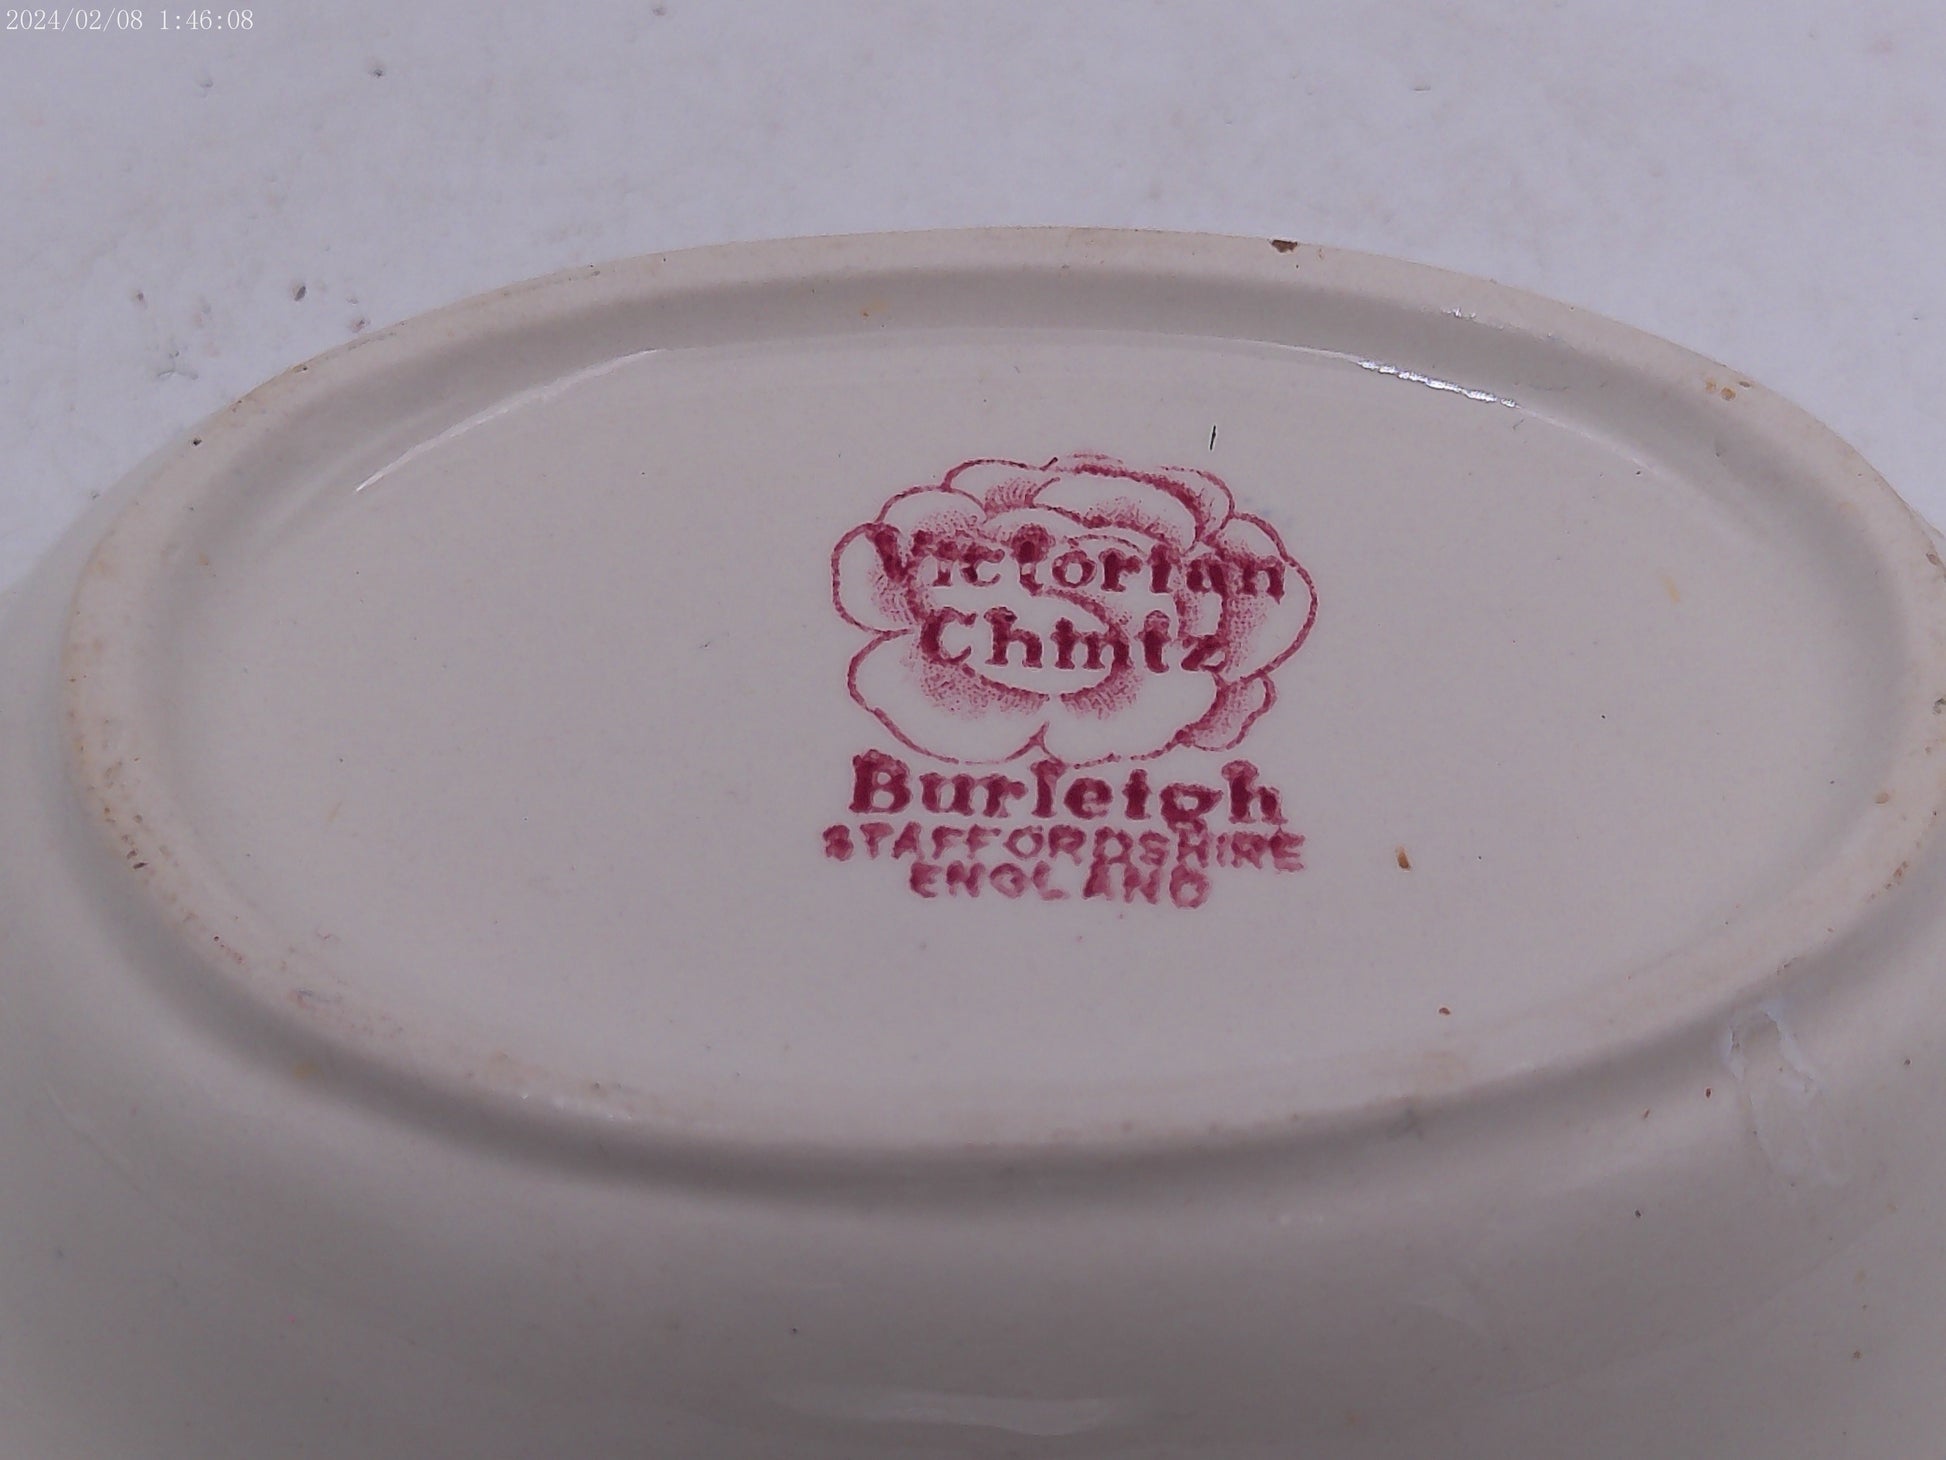 2024/02/08 1:46:08
Victorian
Chintz
Burleigh
STAFFORDSHIRE
ENGLAND